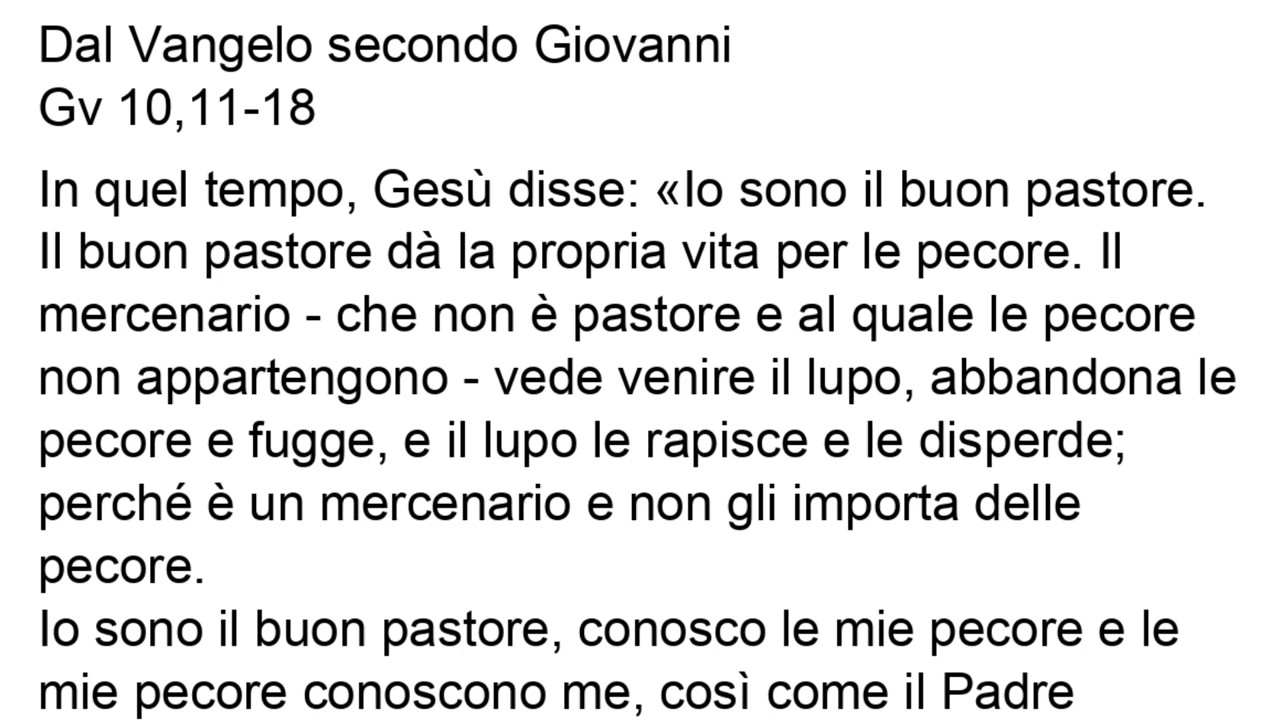 Dal Vangelo secondo Giovanni
Gv 10,11-18
In quel tempo, Gesù disse: «Io sono il buon pastore.
Il buon pastore dà la propria vita per le pecore. Il
mercenario - che non è pastore e al quale le pecore
non appartengono - vede venire il lupo, abbandona le
pecore e fugge, e il lupo le rapisce e le disperde;
perché è un mercenario e non gli importa delle
pecore.
Io sono il buon pastore, conosco le mie pecore e le
mie pecore conoscono me, così come il Padre